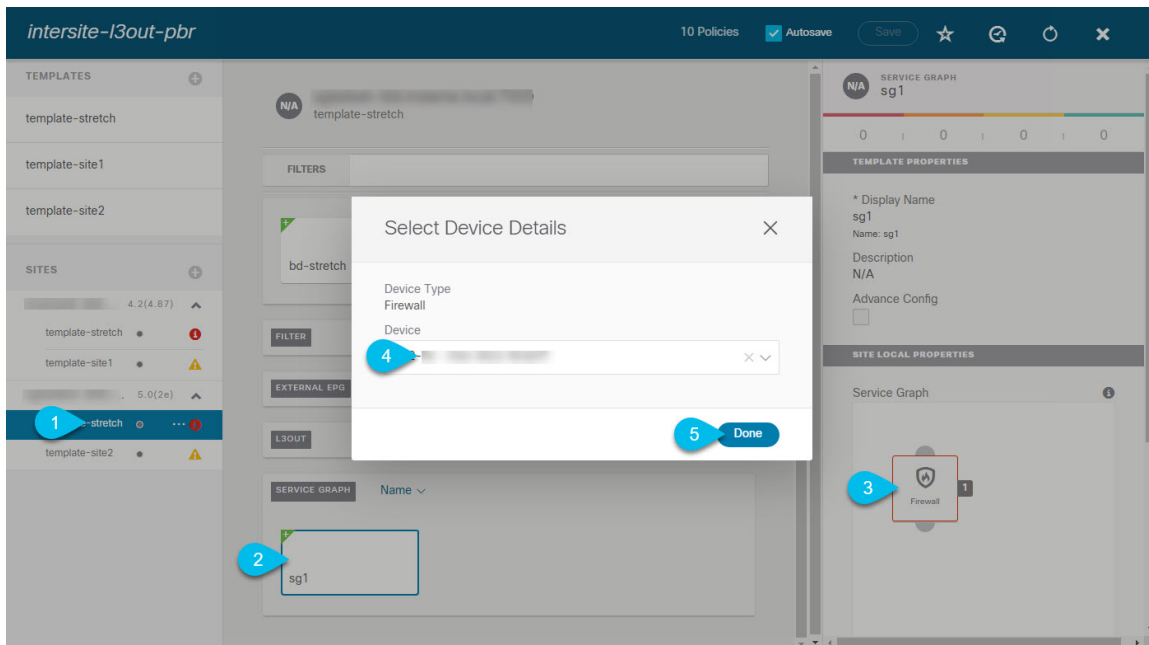 intersite-l3out-pbr
10 Policies
Autosave
Save
TEMPLATES
template-stretch
template-site1
template-site2
SITES
4.2(4.87)
template-stretch
template-site1
5.0(2e)
1
e-stretch
template-site2
N/A
template-stretch
FILTERS
bd-stretch
FILTER
EXTERNAL EPG
L3OUT
SERVICE GRAPH
Name
2
sg1
Select Device Details
Device Type
Firewall
Device
4
5
Done
N/A
SERVICE GRAPH
sg1
0 : 0 : 0 : 0
TEMPLATE PROPERTIES
* Display Name
sg1
Name: sg1
Description
N/A
Advance Config
SITE LOCAL PROPERTIES
Service Graph
3
Firewall
1